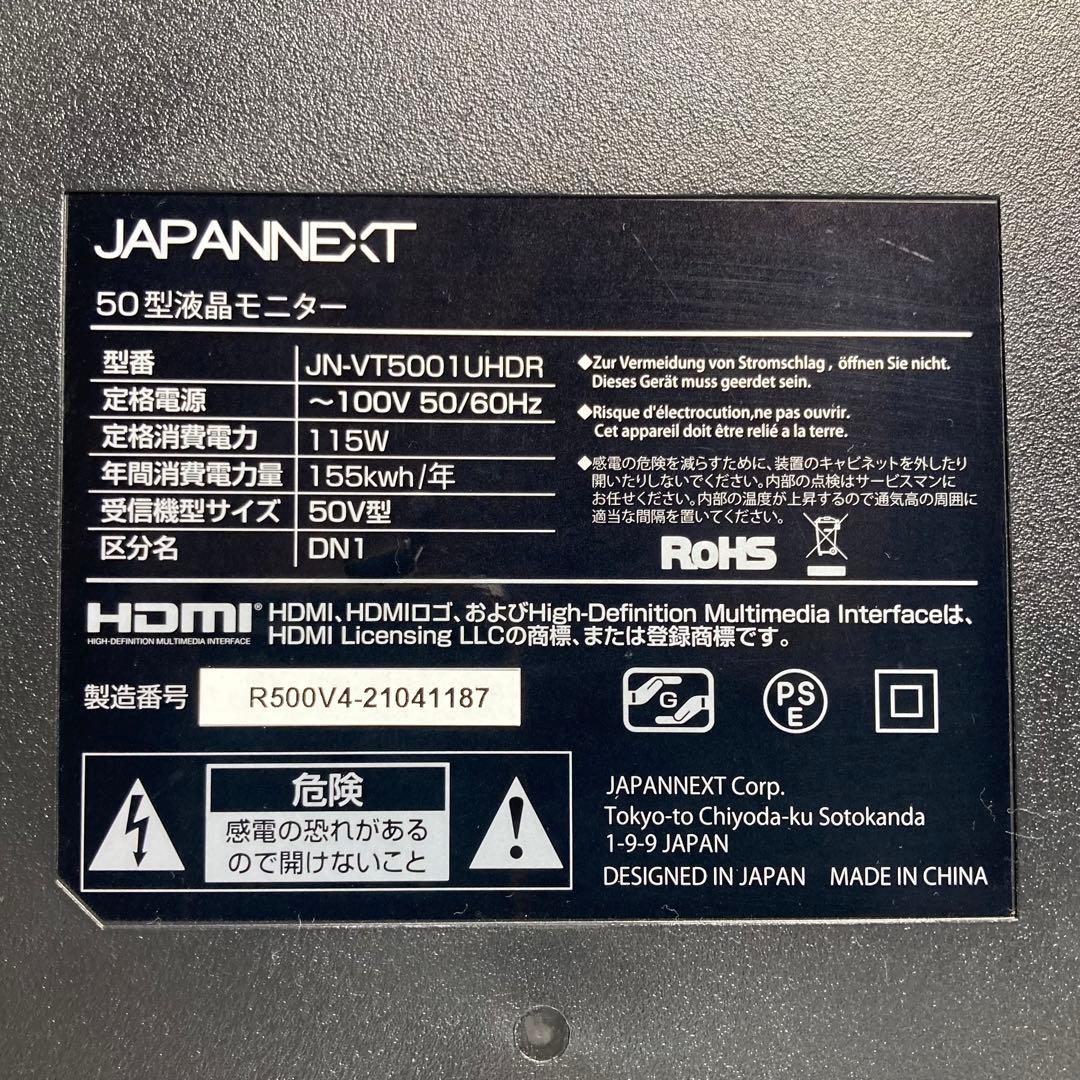 JAPANNEXT
50型液晶モニター
型番 JN-VT5001UHDR
定格電源 ～100V 50/60Hz
定格消費電力 115W
年間消費電力量 155kwh/年
受信機型サイズ 50V型
区分名 DN1
◆Zur Vermeidung von Stromschlag , öffnen Sie nicht.
Dieses Gerät muss geerdet sein.
◆Risque d'électrocution,ne pas ouvrir.
Cet appareil doit être relié a la terre.
◆感電の危険を減らすために、装置のキャビネットを外したり
開いたりしないでください。内部の点検はサービスマンに
お任せください。内部の温度が上昇するので通気高の周囲に
適当な間隔を置いてください。
RoHS
HDMI® HDMI、HDMIロゴ、およびHigh-Definition Multimedia Interfaceは、
HIGH-DEFINITION MULTIMEDIA INTERFACE HDMI Licensing LLCの商標、または登録商標です。
製造番号 R500V4-21041187
G
PS
E
危険
感電の恐れがある
ので開けないこと
!
JAPANNEXT Corp.
Tokyo-to Chiyoda-ku Sotokanda
1-9-9 JAPAN
DESIGNED IN JAPAN MADE IN CHINA